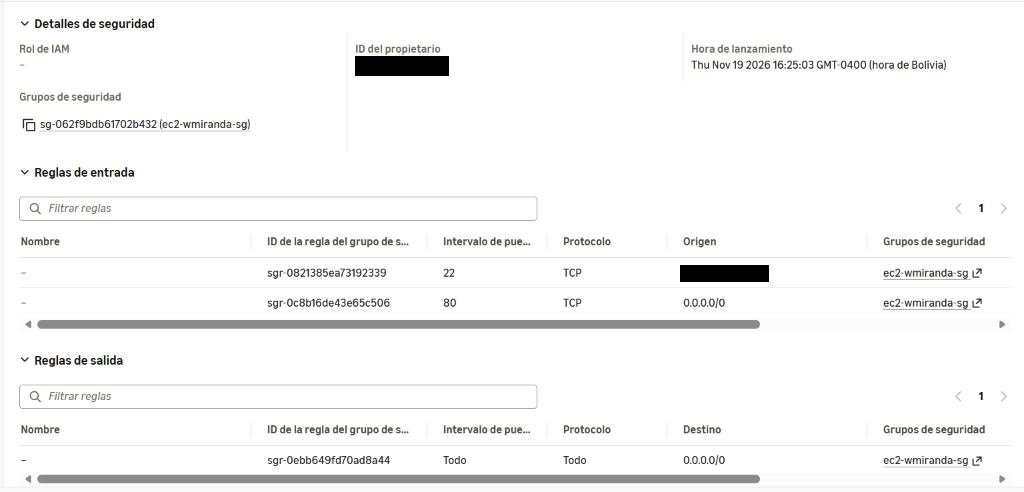 Detalles de seguridad
Rol de IAM
–
ID del propietario
Hora de lanzamiento
Thu Nov 19 2026 16:25:03 GMT-0400 (hora de Bolivia)
Grupos de seguridad
sg-062f9bdb61702b432 (ec2-wmiranda-sg)
Reglas de entrada
Filtrar reglas
1
Nombre ID de la regla del grupo de s... Intervalo de pue... Protocolo Origen Grupos de seguridad
– sgr-0821385ea73192339 22 TCP ec2-wmiranda-sg
– sgr-0c8b16de43e65c506 80 TCP 0.0.0.0/0 ec2-wmiranda-sg
Reglas de salida
Filtrar reglas
1
Nombre ID de la regla del grupo de s... Intervalo de pue... Protocolo Destino Grupos de seguridad
– sgr-0ebb649fd70ad8a44 Todo Todo 0.0.0.0/0 ec2-wmiranda-sg